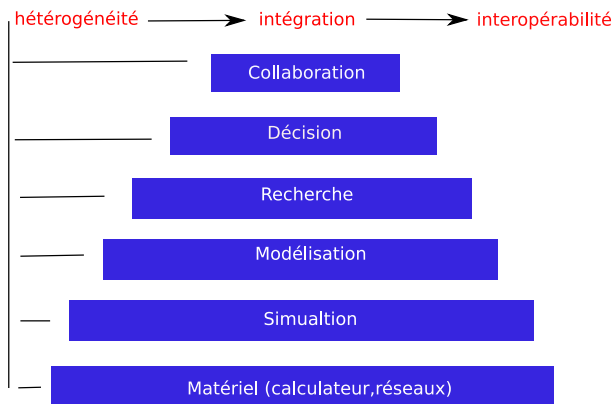 hétérogénéité intégration interopérabilité
Collaboration
Décision
Recherche
Modélisation
Simualtion
Matériel (calculateur,réseaux)